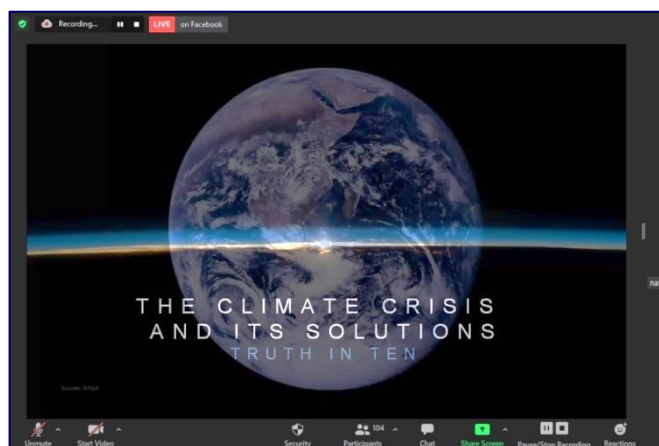 Recording... LIVE on Facebook
THE CLIMATE CRISIS
AND ITS SOLUTIONS
TRUTH IN TEN
Source: NASA
na
104
Unmute Start Video Security Participants Chat Share Screen Pause/Stop Recording Reactions